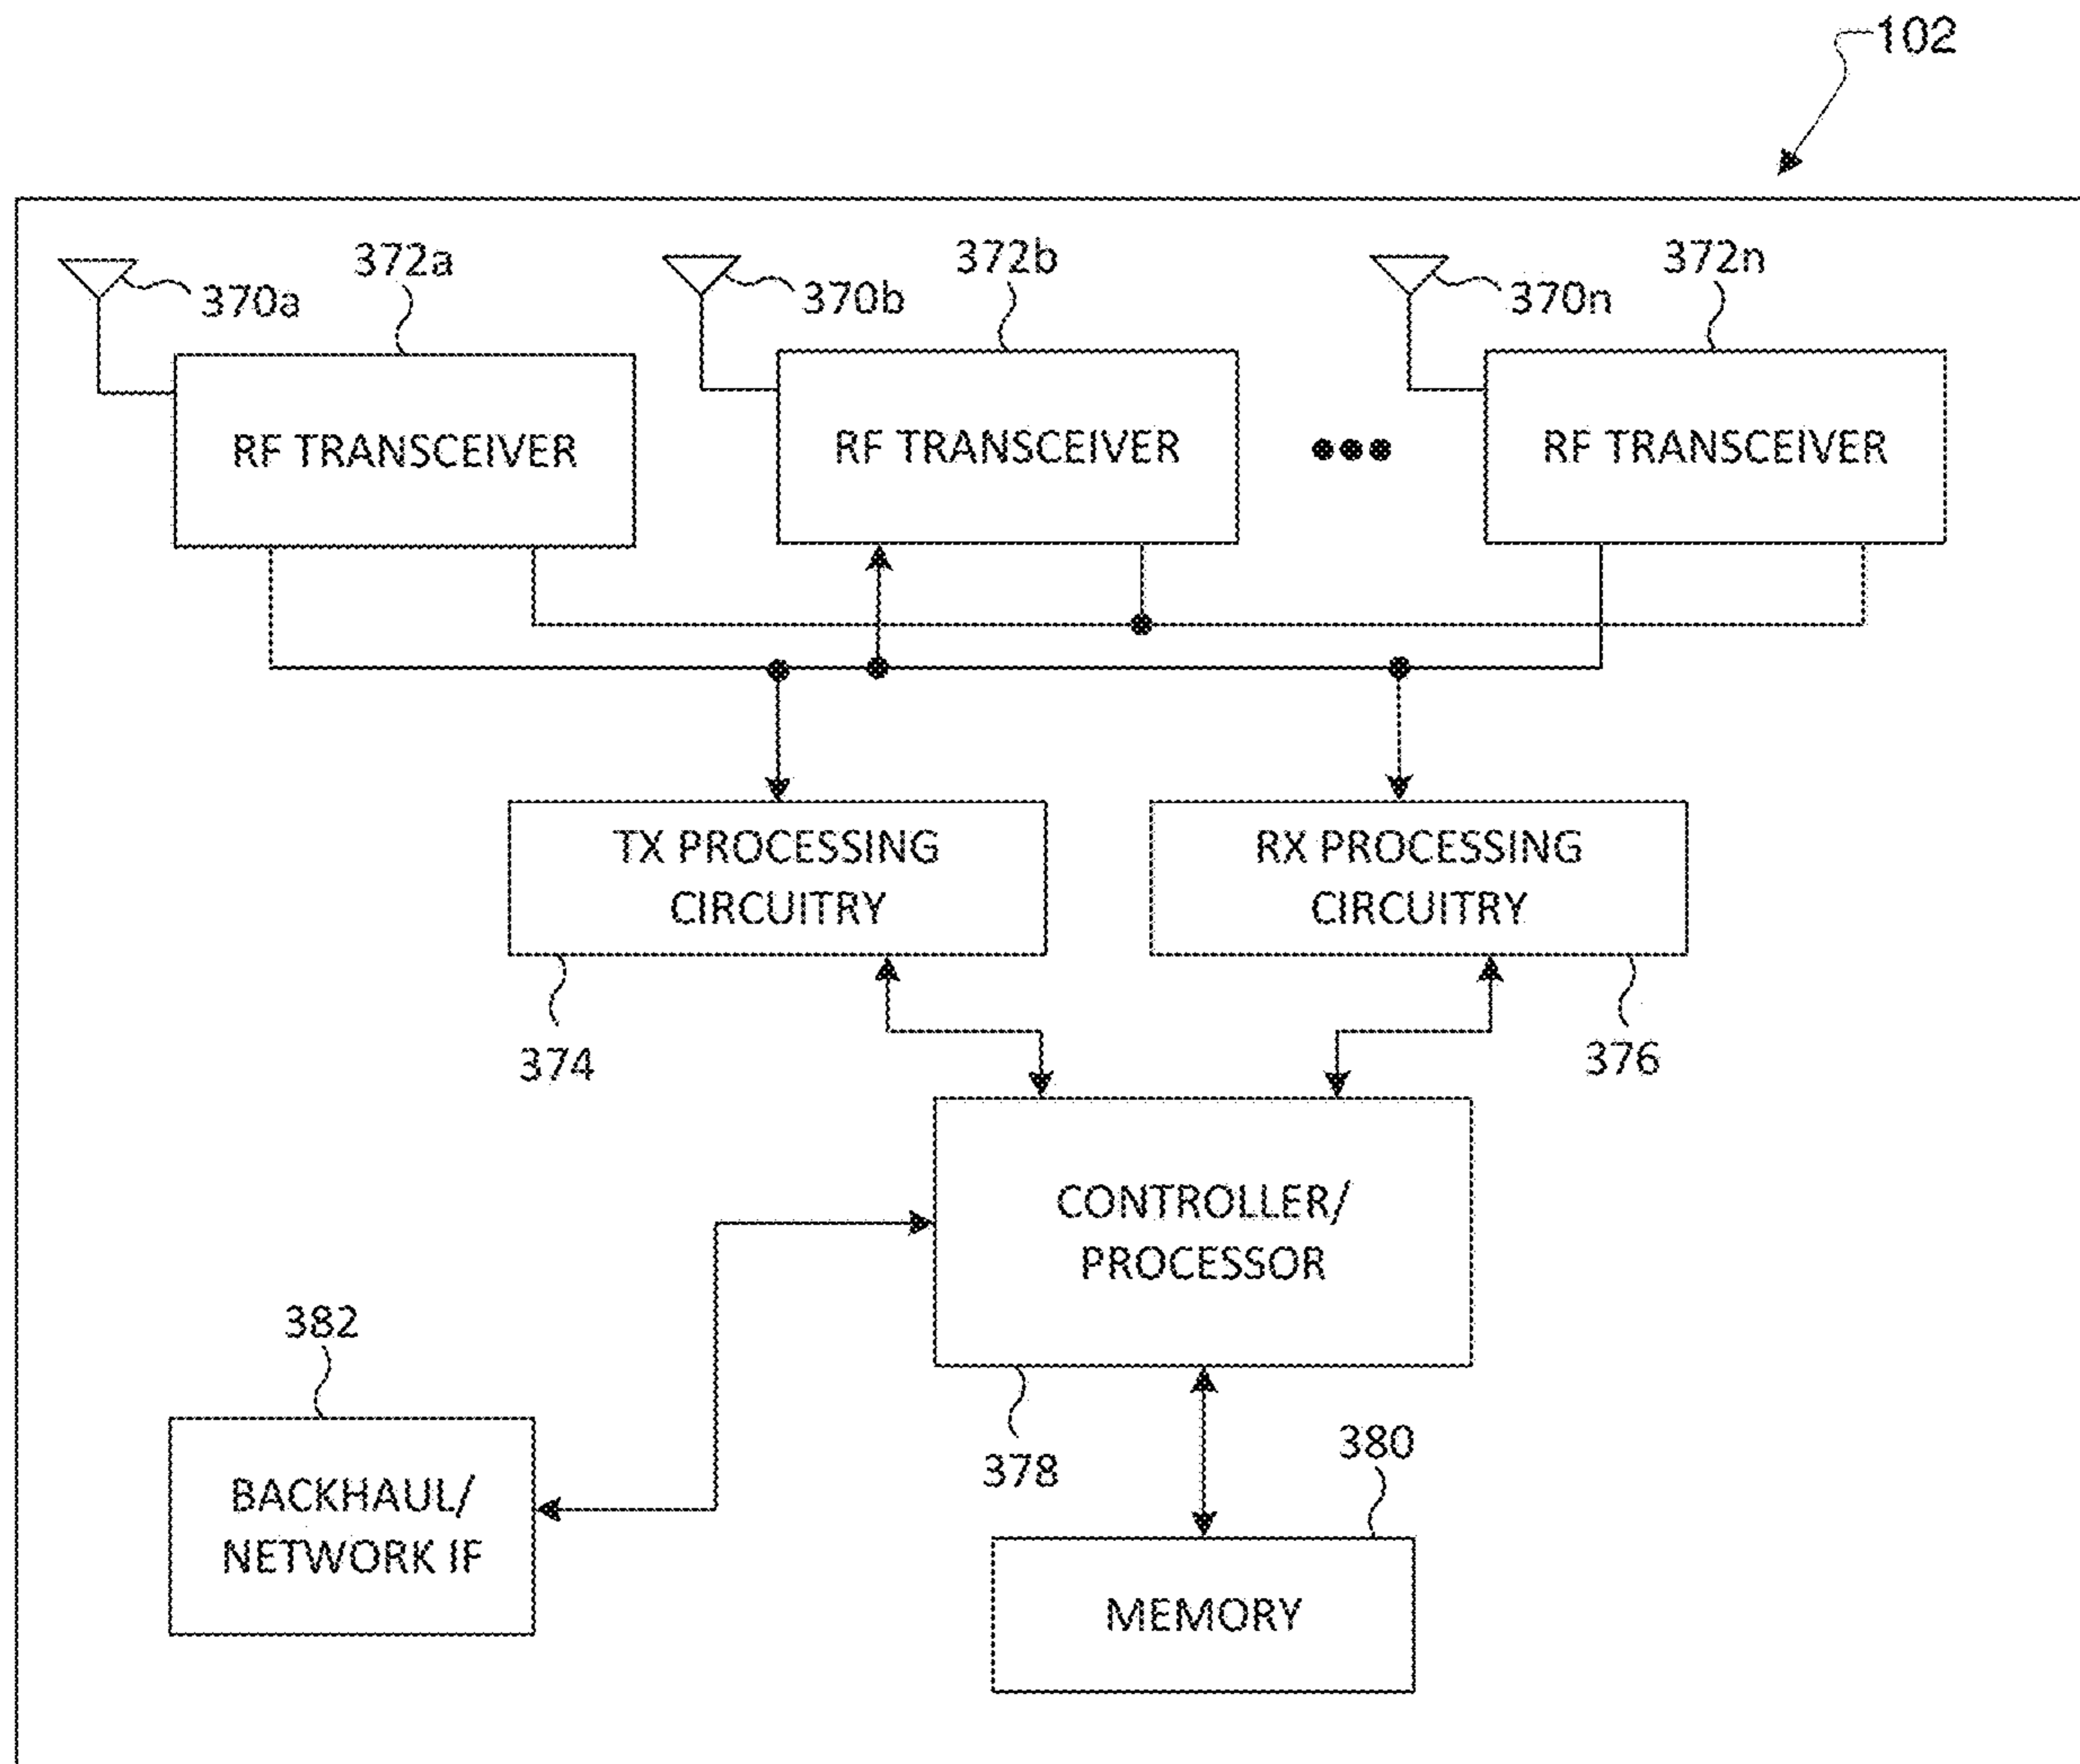 102
372a
372b
372n
370a
370b
370n
RF TRANSCEIVER
RF TRANSCEIVER
RF TRANSCEIVER
TX PROCESSING
CIRCUITRY
RX PROCESSING
CIRCUITRY
374
376
CONTROLLER/
PROCESSOR
382
378
380
BACKHAUL/
NETWORK IF
MEMORY